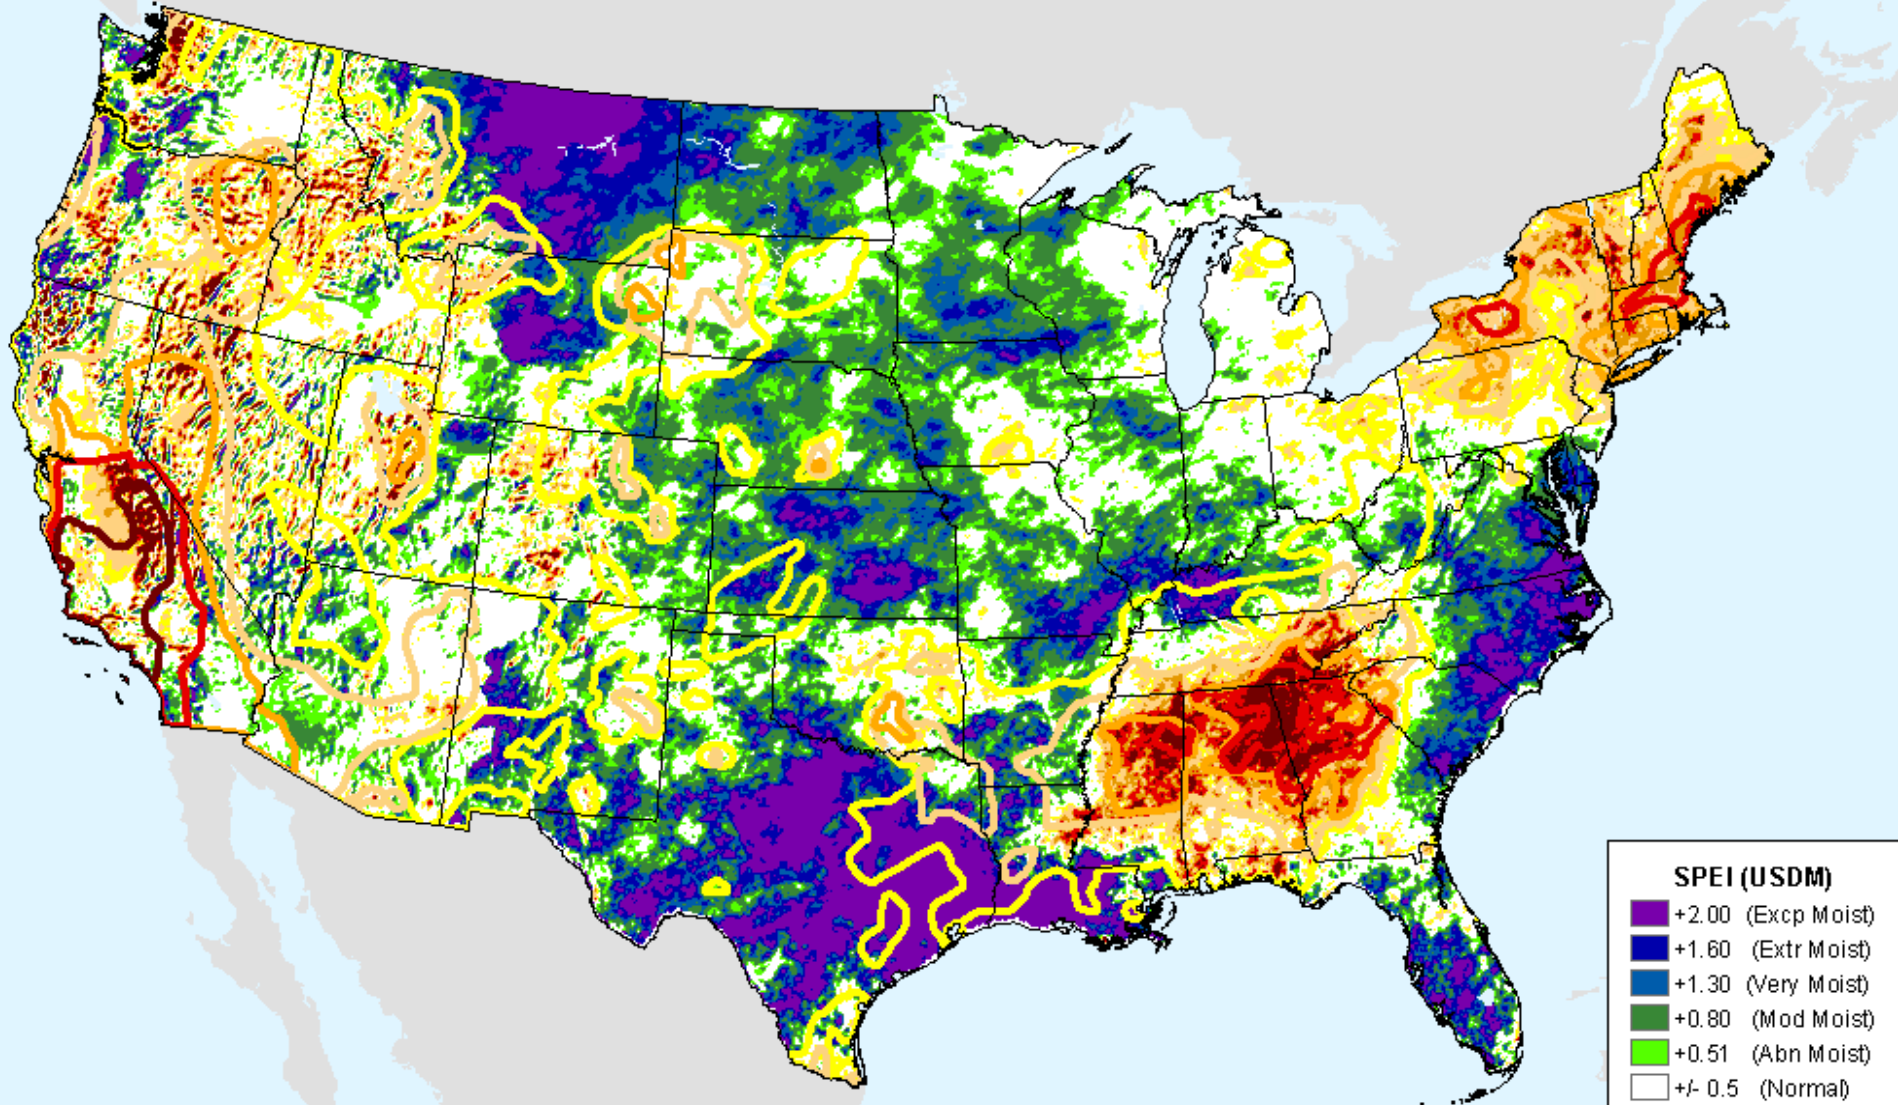 SPEI (USDM)
+2.00 (Excp Moist)
+1.60 (Extr Moist)
+1.30 (Very Moist)
+0.80 (Mod Moist)
+0.51 (Abn Moist)
+/- 0.5 (Normal)